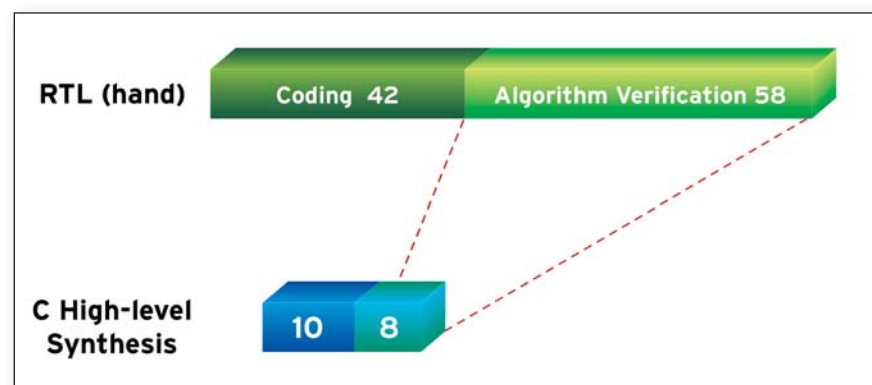 RTL (hand)
Coding 42
Algorithm Verification 58
C High-level
Synthesis
10
8